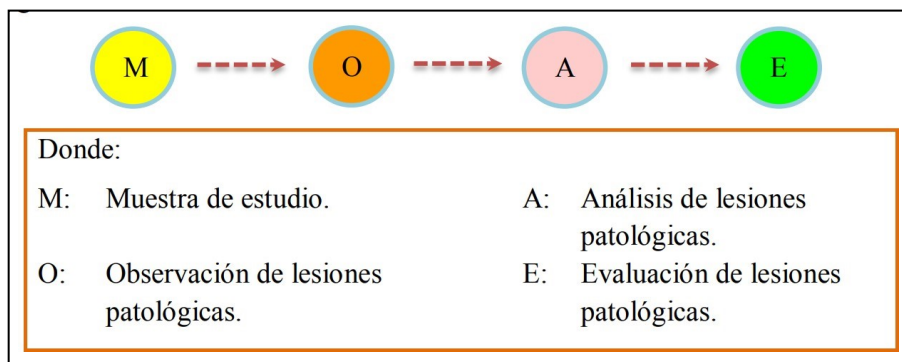 M O A E
Donde:
M: Muestra de estudio.
A: Análisis de lesiones
patológicas.
O: Observación de lesiones
patológicas.
E: Evaluación de lesiones
patológicas.